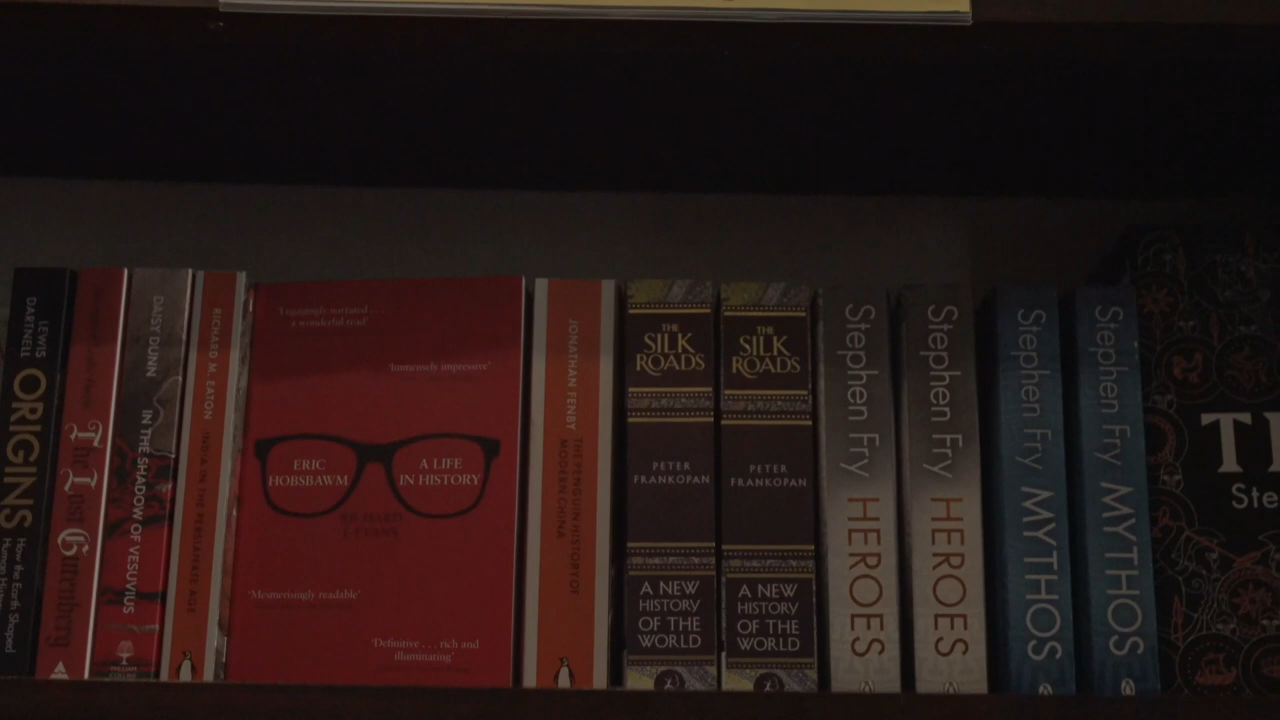 LEWIS
DARTNELL
ORIGINS
How the Earth Shaped
Human
The Lost Gutenberg
DAISY DUNN
IN THE SHADOW OF VESUVIUS
WILLIAM
COLLINS
RICHARD M. EATON
INDIA IN THE PERSIANATE AGE
'Engagingly narrated . . .
a wonderful read'
'Immensely impressive'
ERIC
HOBSBAWM
A LIFE
IN HISTORY
RICHARD
J. EVANS
'Mesmerisingly readable'
'Definitive . . . rich and
illuminating'
JONATHAN FENBY
THE PENGUIN HISTORY OF
MODERN CHINA
THE
SILK
ROADS
PETER
FRANKOPAN
A NEW
HISTORY
OF THE
WORLD
THE
SILK
ROADS
PETER
FRANKOPAN
A NEW
HISTORY
OF THE
WORLD
Stephen Fry HEROES
Stephen Fry HEROES
Stephen Fry MYTHOS
Stephen Fry MYTHOS
Ste